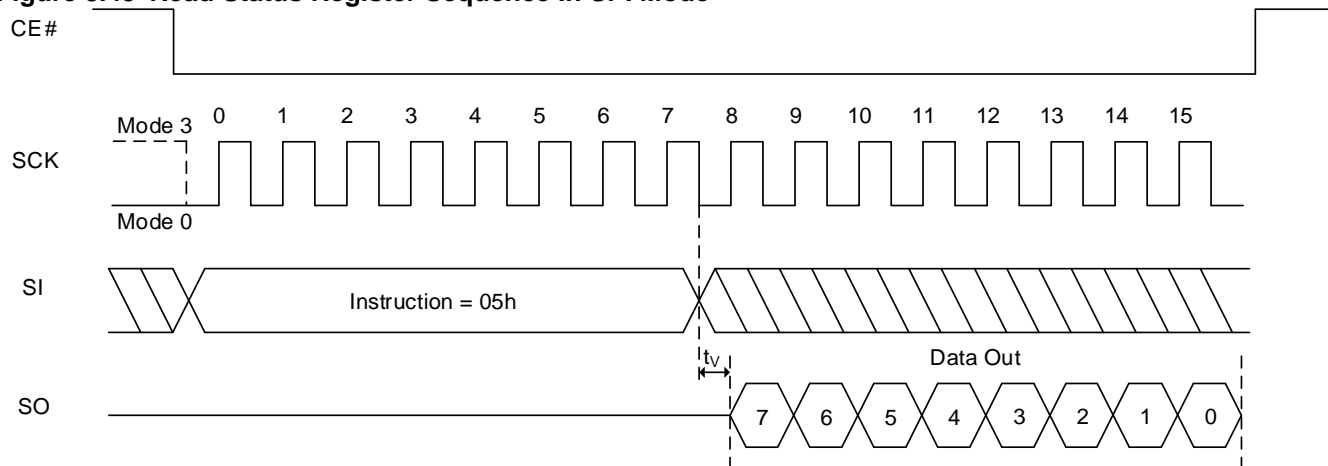 CE#
0 1 2 3 4 5 6 7 8 9 10 11 12 13 14 15
Mode 3
SCK
Mode 0
SI
Instruction = 05h
tV
Data Out
SO
7 6 5 4 3 2 1 0